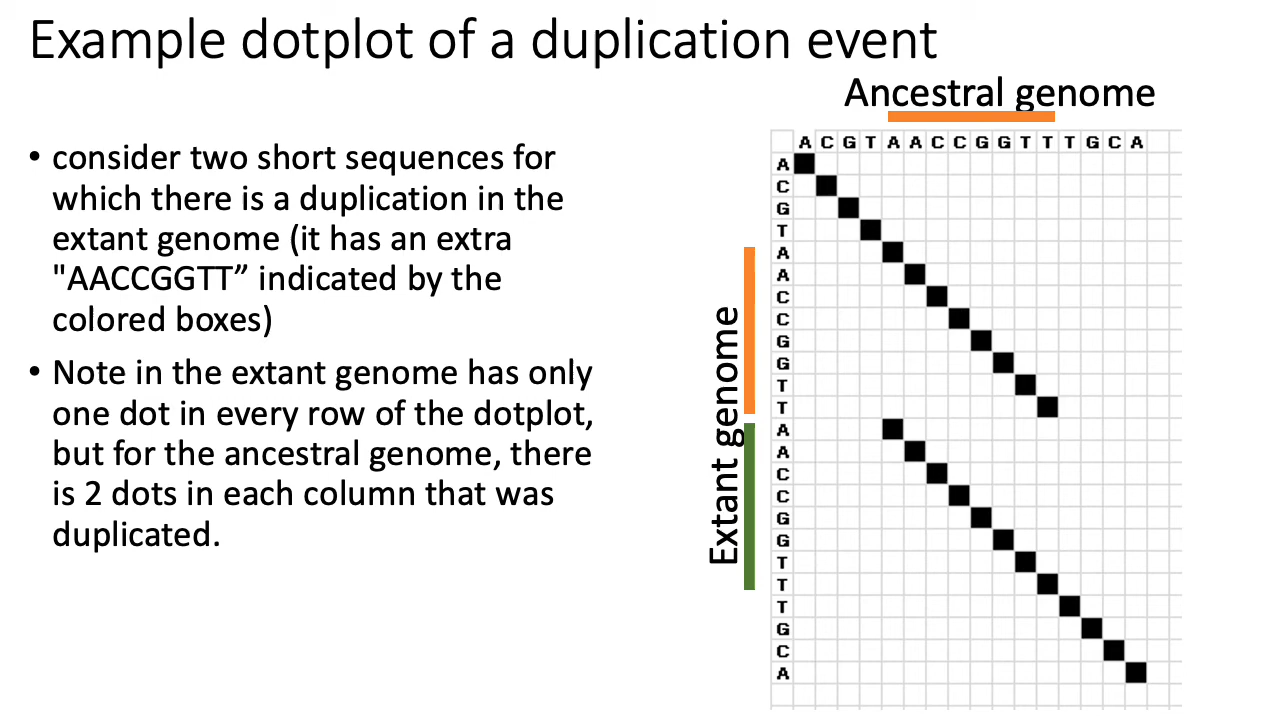 Example dotplot of a duplication event
• consider two short sequences for
which there is a duplication in the
extant genome (it has an extra
"AACCGGTT” indicated by the
colored boxes)
• Note in the extant genome has only
one dot in every row of the dotplot,
but for the ancestral genome, there
is 2 dots in each column that was
duplicated.
Ancestral genome
A C G T A A C C G G T T T G C A
Extant genome
A
C
G
T
A
A
C
C
G
G
T
T
A
A
C
C
G
G
T
T
T
G
C
A